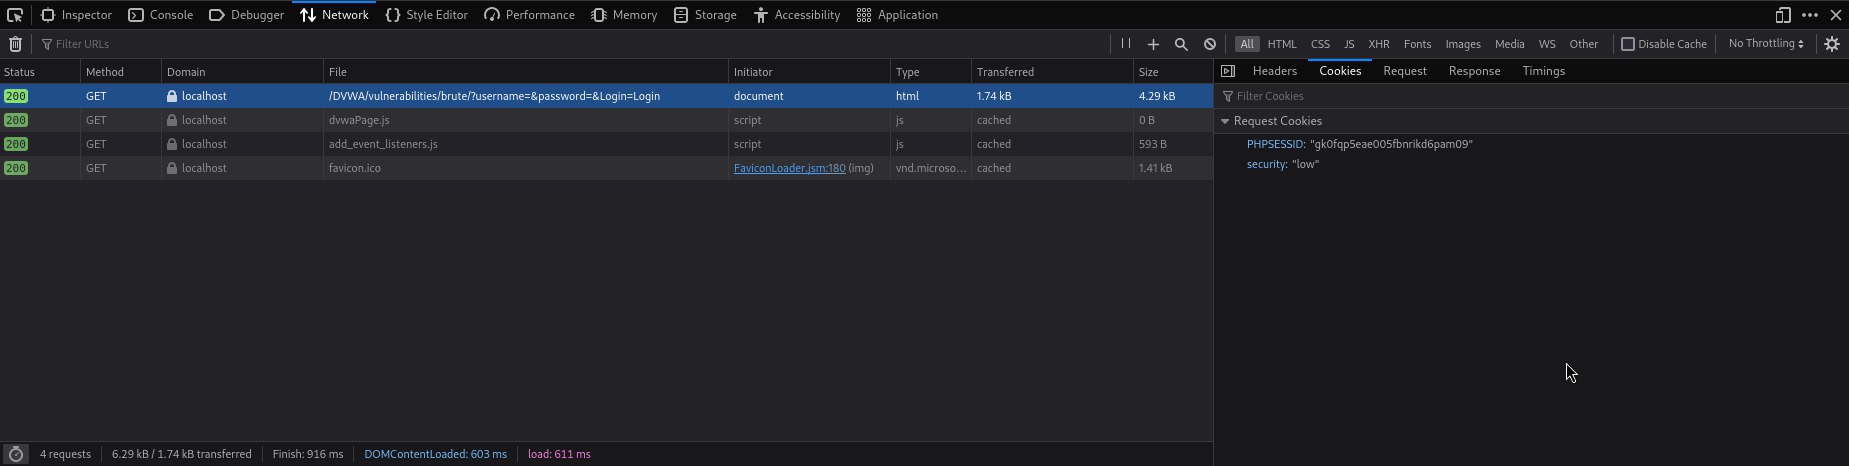 Inspector Console Debugger Network Style Editor Performance Memory Storage Accessibility Application
Filter URLs All HTML CSS JS XHR Fonts Images Media WS Other Disable Cache No Throttling
Status Method Domain File Initiator Type Transferred Size
200 GET localhost /DVWA/vulnerabilities/brute/?username=&password=&Login=Login document html 1.74 kB 4.29 kB
200 GET localhost dvwaPage.js script js cached 0 B
200 GET localhost add_event_listeners.js script js cached 593 B
200 GET localhost favicon.ico FaviconLoader.jsm:180 (img) vnd.microso… cached 1.41 kB
Headers Cookies Request Response Timings
Filter Cookies
Request Cookies
PHPSESSID: "gk0fqp5eae005fbnrikd6pam09"
security: "low"
4 requests 6.29 kB / 1.74 kB transferred Finish: 916 ms DOMContentLoaded: 603 ms load: 611 ms